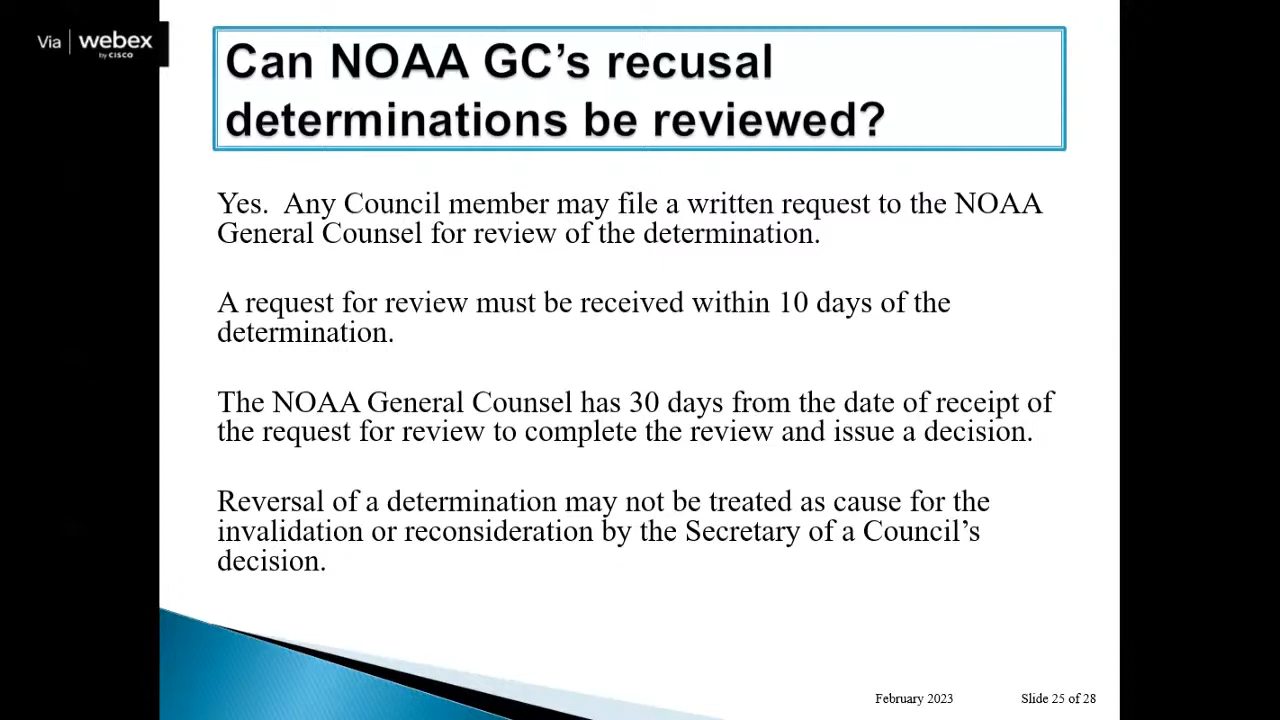 Via | webex
by CISCO
Can NOAA GC’s recusal
determinations be reviewed?
Yes.  Any Council member may file a written request to the NOAA
General Counsel for review of the determination.
A request for review must be received within 10 days of the
determination.
The NOAA General Counsel has 30 days from the date of receipt of
the request for review to complete the review and issue a decision.
Reversal of a determination may not be treated as cause for the
invalidation or reconsideration by the Secretary of a Council’s
decision.
February 2023
Slide 25 of 28